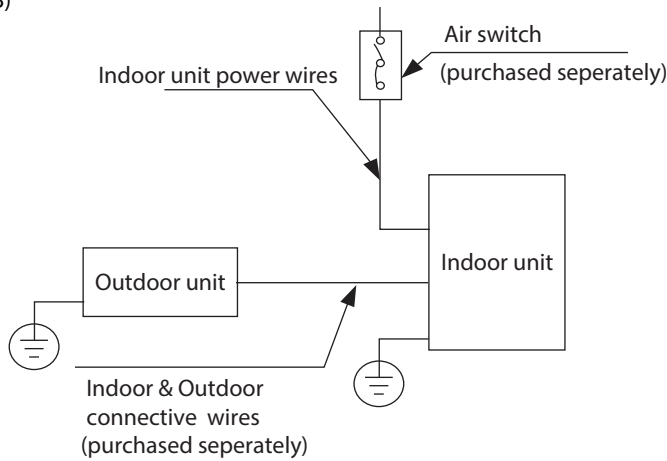 Air switch
(purchased seperately)
Indoor unit power wires
Indoor unit
Outdoor unit
Indoor & Outdoor
connective wires
(purchased seperately)